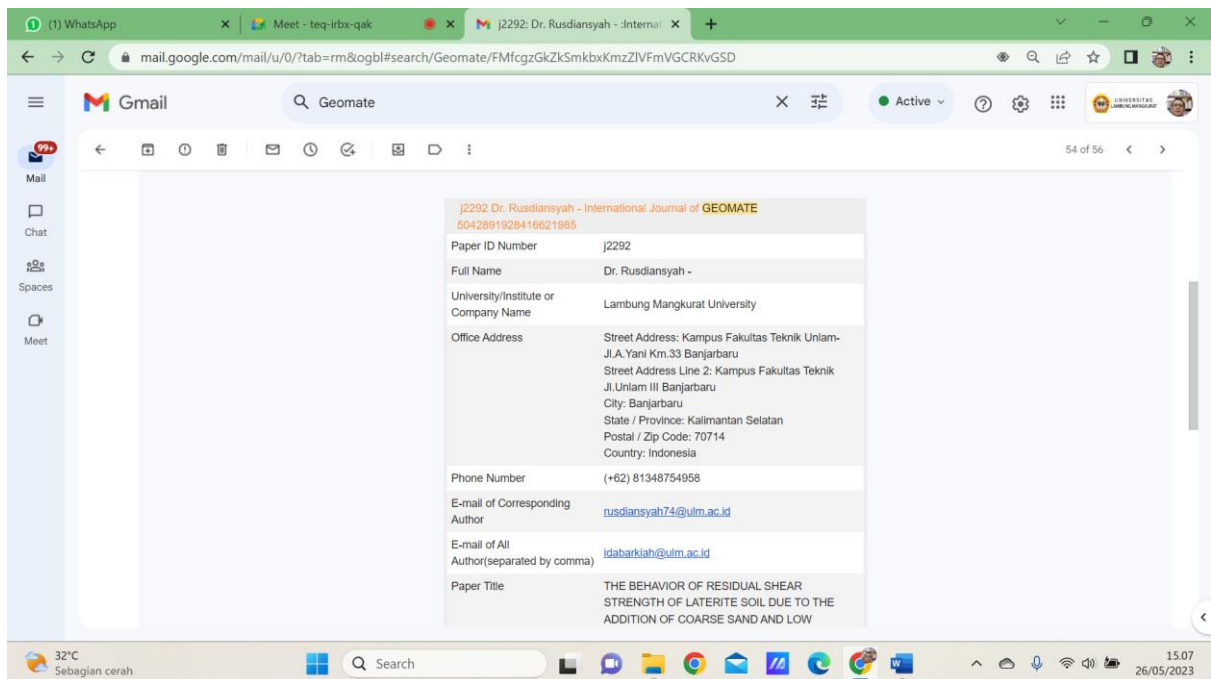 (1) WhatsApp
Meet - teq-irbx-qak
j2292: Dr. Rusdiansyah - :Internat
mail.google.com/mail/u/0/?tab=rm&ogbl#search/Geomate/FMfcgzGkZkSmkbxKmzZlVFmVGCRKvGSD
Gmail
Geomate
Active
UNIVERSITAS
LAMBUNG MANGKURAT
99+
54 of 56
Mail
Chat
Spaces
Meet
j2292 Dr. Rusdiansyah - International Journal of GEOMATE
5042891928416621985
Paper ID Number j2292
Full Name Dr. Rusdiansyah -
University/Institute or
Company Name
Lambung Mangkurat University
Office Address
Street Address: Kampus Fakultas Teknik Unlam-
Jl.A.Yani Km.33 Banjarbaru
Street Address Line 2: Kampus Fakultas Teknik
Jl.Unlam III Banjarbaru
City: Banjarbaru
State / Province: Kalimantan Selatan
Postal / Zip Code: 70714
Country: Indonesia
Phone Number (+62) 81348754958
E-mail of Corresponding
Author
rusdiansyah74@ulm.ac.id
E-mail of All
Author(separated by comma)
idabarkiah@ulm.ac.id
Paper Title
THE BEHAVIOR OF RESIDUAL SHEAR
STRENGTH OF LATERITE SOIL DUE TO THE
ADDITION OF COARSE SAND AND LOW
32°C
Sebagian cerah
Search
15.07
26/05/2023